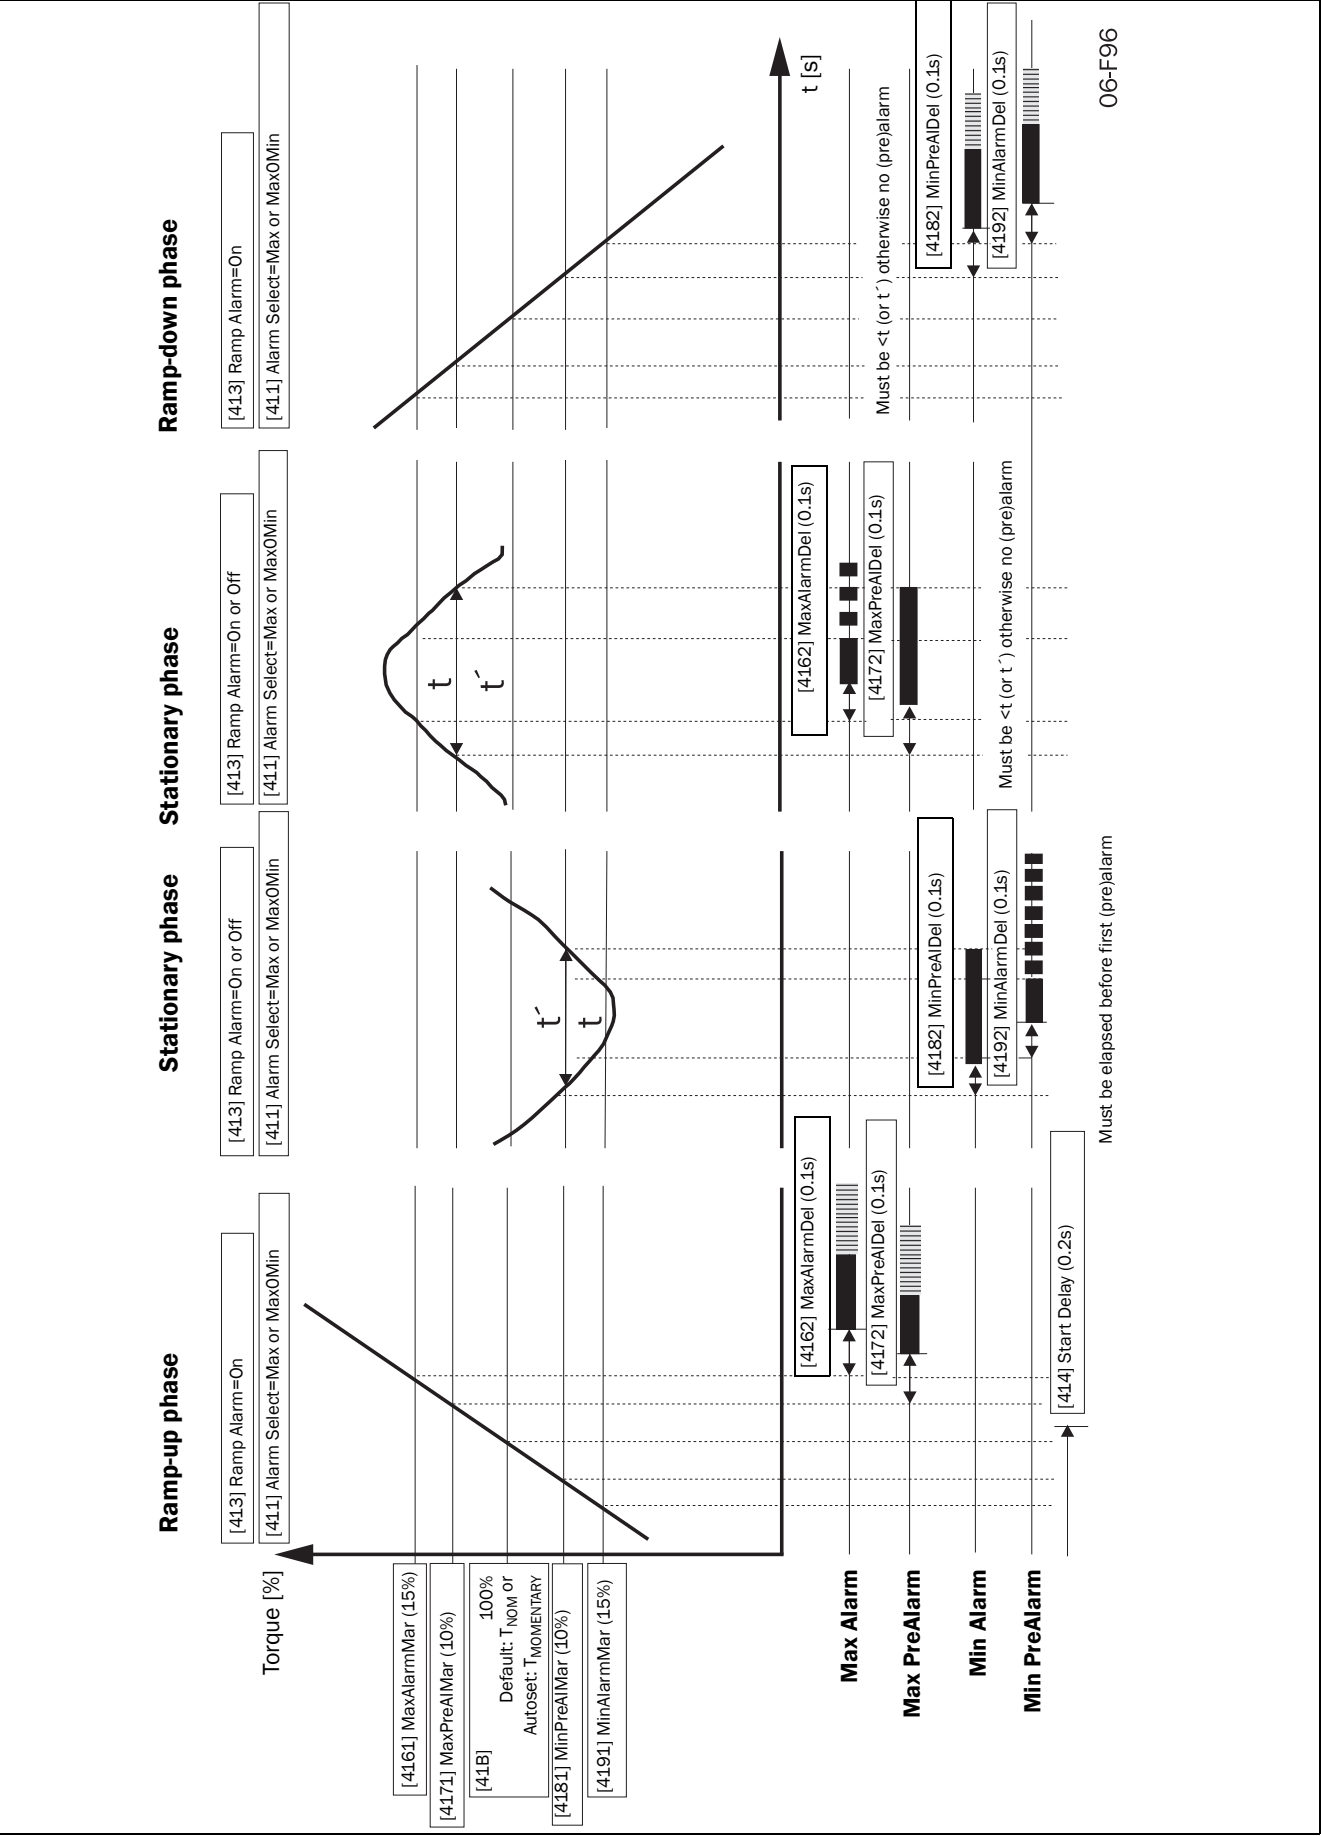 Ramp-up phase
Stationary phase
Stationary phase
Ramp-down phase
[413] Ramp Alarm=On
[413] Ramp Alarm=On or Off
[413] Ramp Alarm=On or Off
[413] Ramp Alarm=On
[411] Alarm Select=Max or Max0Min
[411] Alarm Select=Max or Max0Min
[411] Alarm Select=Max or Max0Min
[411] Alarm Select=Max or Max0Min
Torque [%]
[4161] MaxAlarmMar (15%)
[4171] MaxPreAlMar (10%)
[41B] 100%
Default: TNOM or
Autoset: TMOMENTARY
[4181] MinPreAlMar (10%)
[4191] MinAlarmMar (15%)
t´
t
t
t´
t [s]
Max Alarm
[4162] MaxAlarmDel (0.1s)
[4162] MaxAlarmDel (0.1s)
Max PreAlarm
[4172] MaxPreAlDel (0.1s)
[4172] MaxPreAlDel (0.1s)
Must be <t (or t´) otherwise no (pre)alarm
Min Alarm
[4182] MinPreAlDel (0.1s)
[4182] MinPreAlDel (0.1s)
Min PreAlarm
[4192] MinAlarmDel (0.1s)
Must be <t (or t´) otherwise no (pre)alarm
[4192] MinAlarmDel (0.1s)
[414] Start Delay (0.2s)
Must be elapsed before first (pre)alarm
06-F96